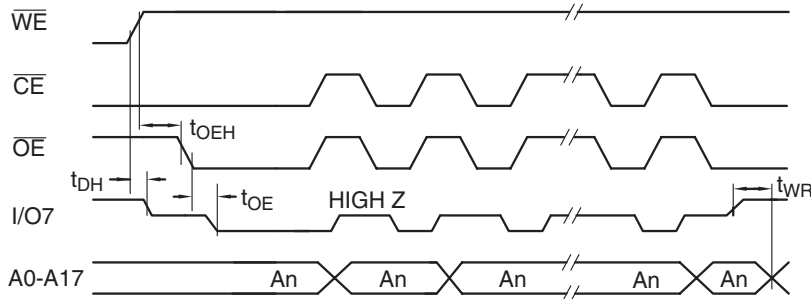 WE
CE
tOEH
OE
tDH
tOE
HIGH Z
tWR
I/O7
A0-A17
An An An An An